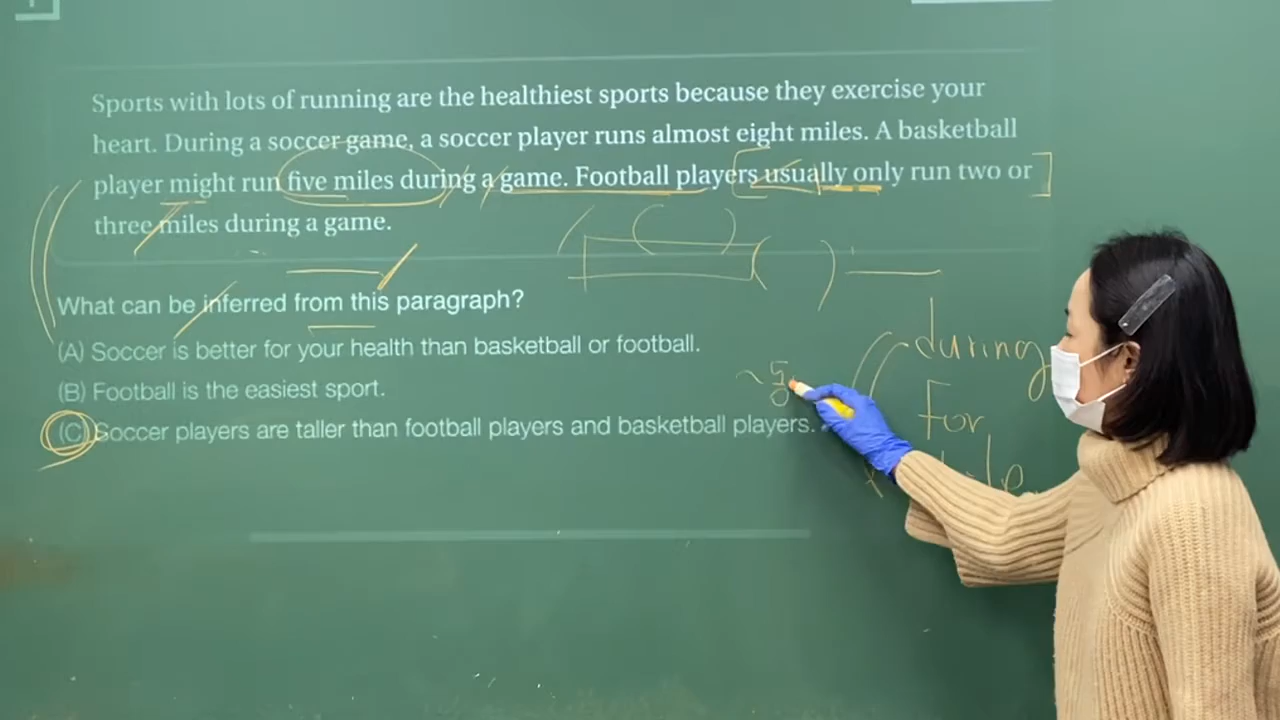 Sports with lots of running are the healthiest sports because they exercise your
heart. During a soccer game, a soccer player runs almost eight miles. A basketball
player might run five miles during a game. Football players usually only run two or
three miles during a game.
What can be inferred from this paragraph?
(A) Soccer is better for your health than basketball or football.
(B) Football is the easiest sport.
(C) Soccer players are taller than football players and basketball players.
during
For